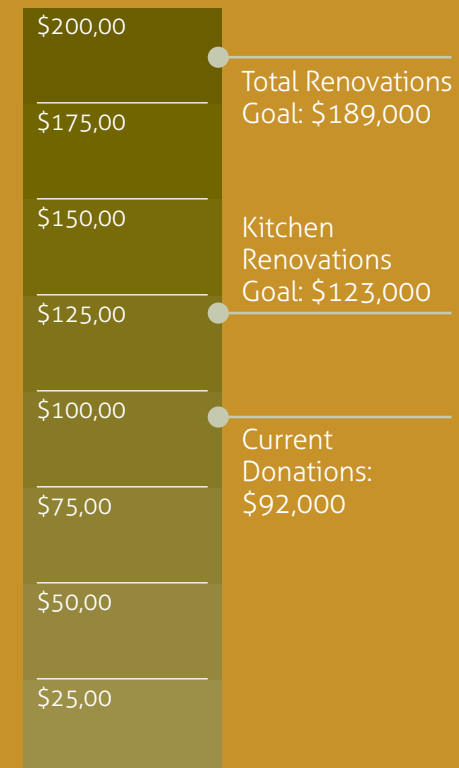 $200,00
Total Renovations
Goal: $189,000
$175,00
$150,00
Kitchen
Renovations
Goal: $123,000
$125,00
$100,00
Current
Donations:
$92,000
$75,00
$50,00
$25,00